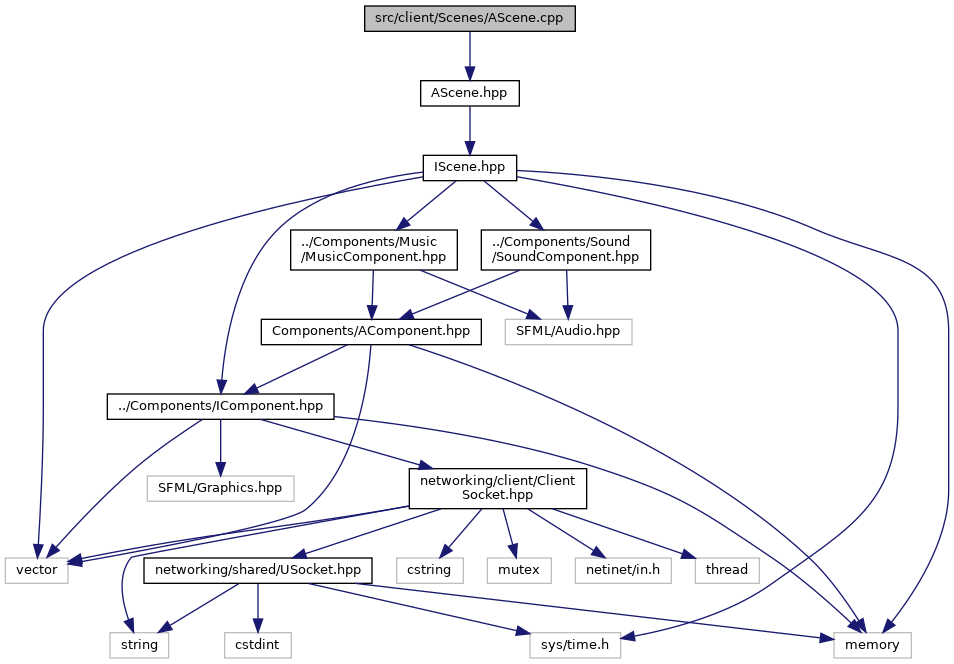 src/client/Scenes/AScene.cpp
AScene.hpp
IScene.hpp
../Components/Music
/MusicComponent.hpp
../Components/Sound
/SoundComponent.hpp
Components/AComponent.hpp
SFML/Audio.hpp
../Components/IComponent.hpp
SFML/Graphics.hpp
networking/client/Client
Socket.hpp
vector
networking/shared/USocket.hpp
cstring
mutex
netinet/in.h
thread
string
cstdint
sys/time.h
memory